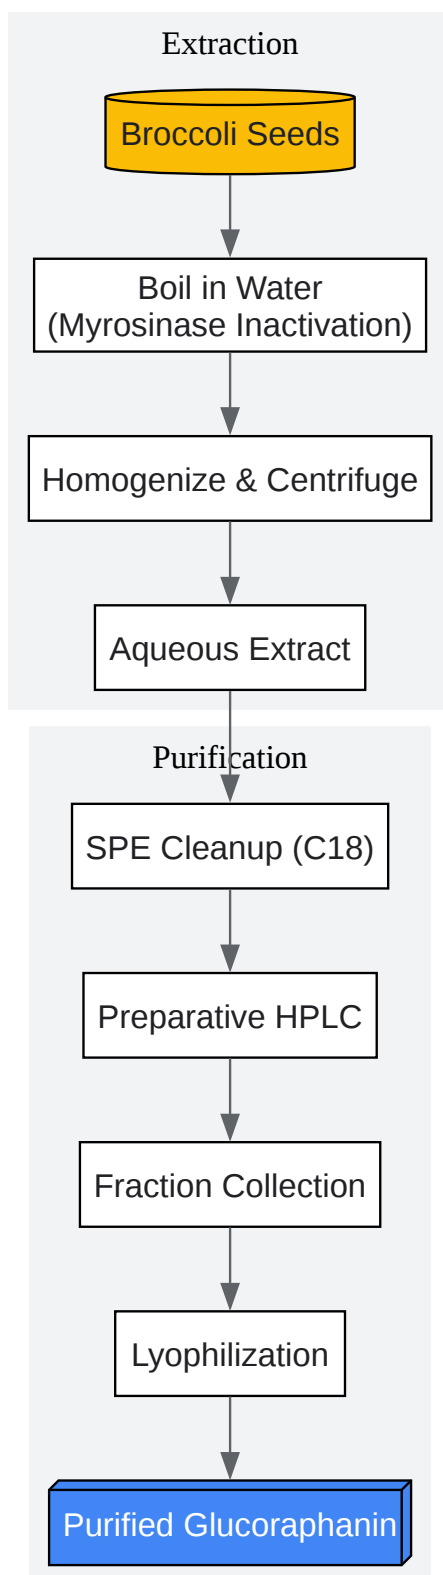 Extraction
Broccoli Seeds
Boil in Water
(Myrosinase Inactivation)
Homogenize & Centrifuge
Aqueous Extract
Purification
SPE Cleanup (C18)
Preparative HPLC
Fraction Collection
Lyophilization
Purified Glucoraphanin